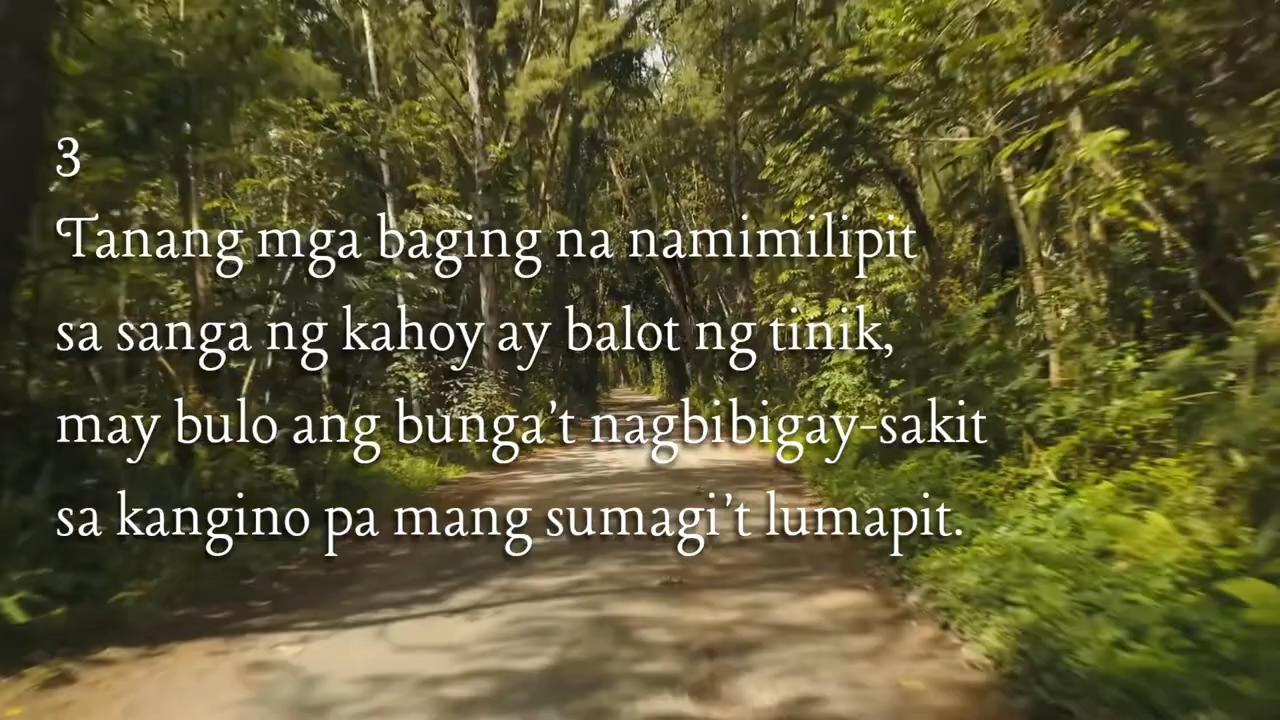 3
Tanang mga baging na namimilipit
sa sanga ng kahoy ay balot ng tinik,
may bulo ang bunga't nagbibigay-sakit
sa kangino pa mang sumagi't lumapit.